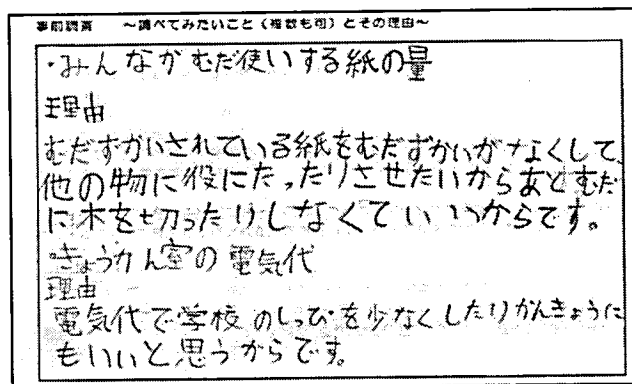 事前調査 ～調べてみたいこと（複数も可）とその理由～
・みんながむだ使いする紙の量
理由
むだずかいされている紙をむだずかいがなくして、
他の物に役にたったりさせたいからあとむだ
に木を切ったりしなくていいからです。
・きょうかん室の電気代
理由
電気代で学校のしっぴを少なくしたりかんきょうに
もいいと思うからです。